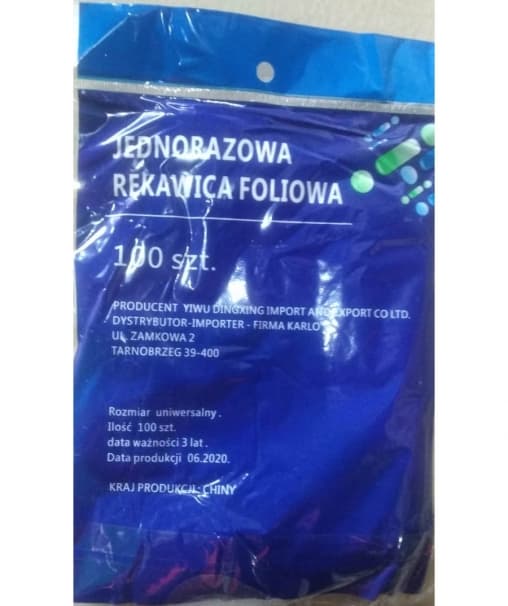 JEDNORAZOWA
RĘKAWICA FOLIOWA
100 szt.
PRODUCENT YIWU DINGXING IMPORT AND EXPORT CO LTD.
DYSTRYBUTOR-IMPORTER - FIRMA KARLO
UL. ZAMKOWA 2
TARNOBRZEG 39-400
Rozmiar uniwersalny.
Ilość 100 szt.
data ważności 3 lat.
Data produkcji 06.2020.
KRAJ PRODUKCJI: CHINY